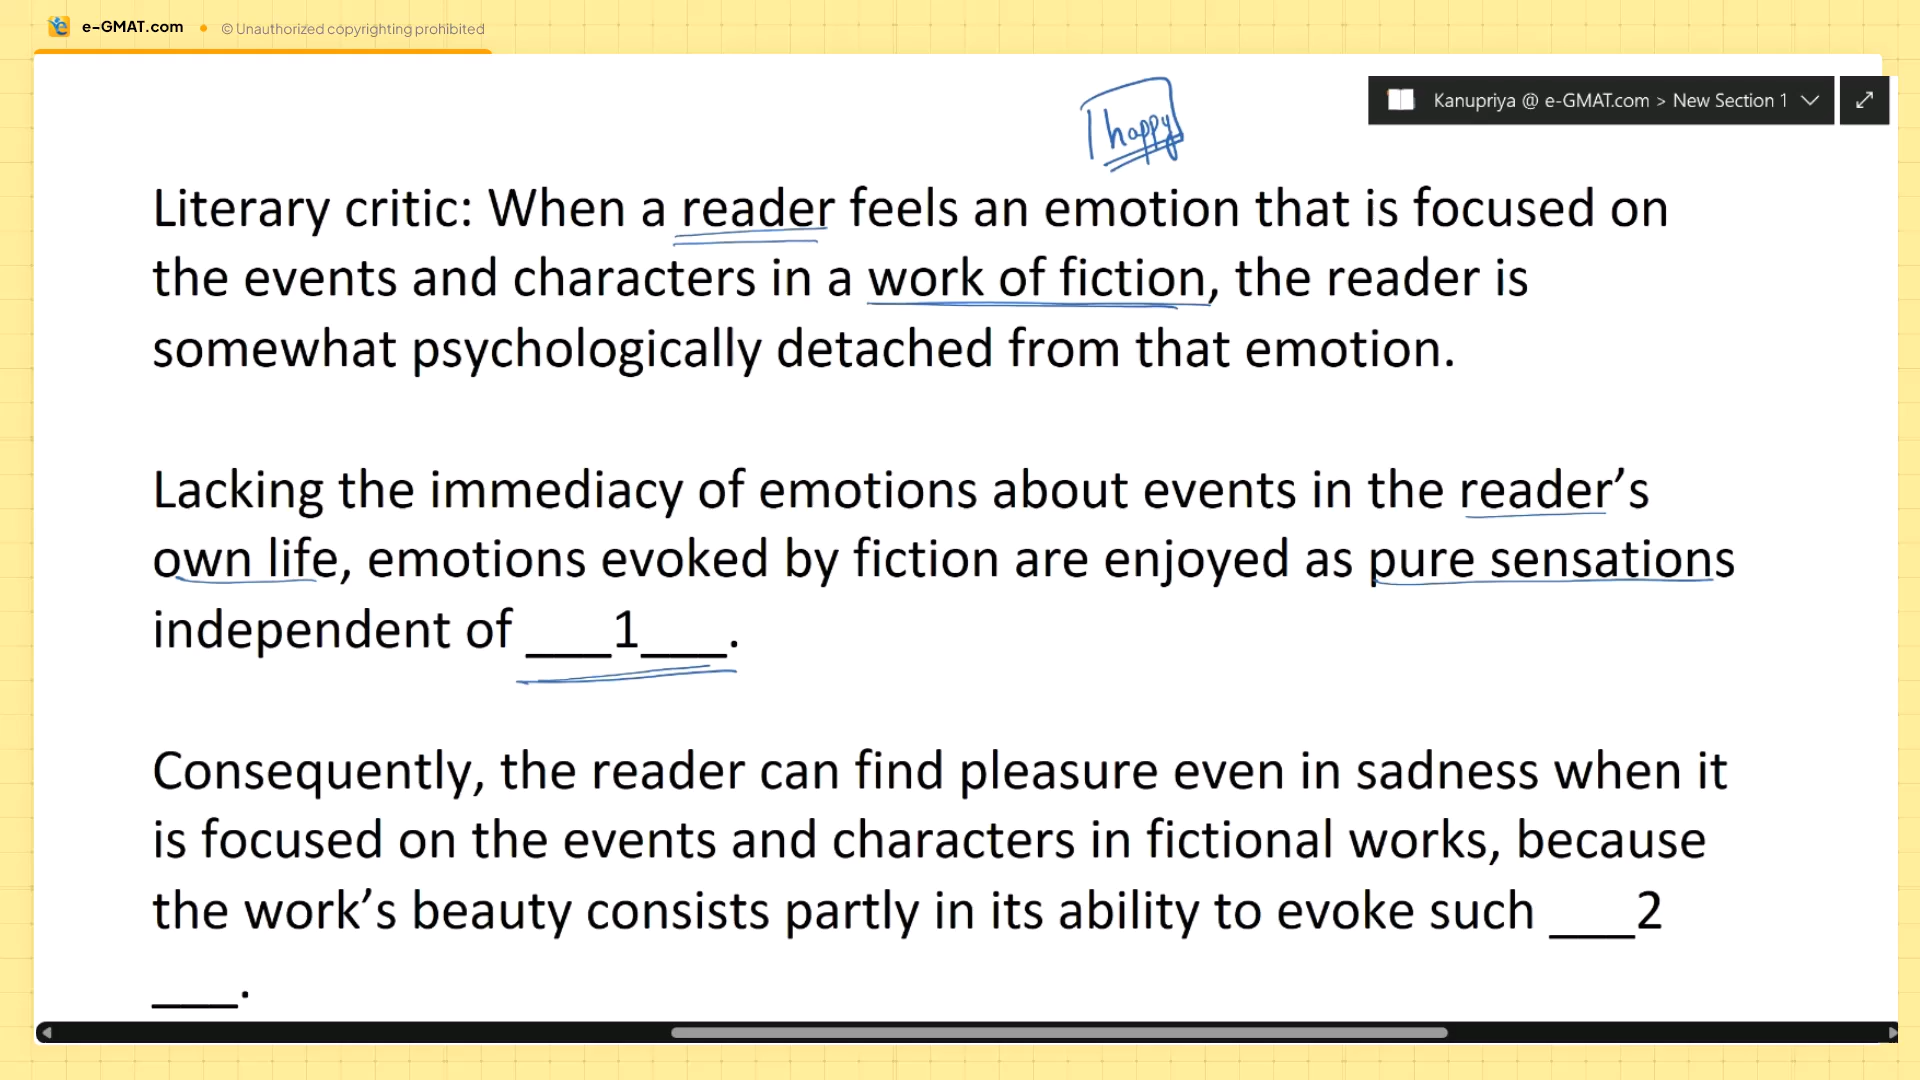 e-GMAT.com • © Unauthorized copyrighting prohibited
Kanupriya @ e-GMAT.com > New Section 1
happy
Literary critic: When a reader feels an emotion that is focused on
the events and characters in a work of fiction, the reader is
somewhat psychologically detached from that emotion.
Lacking the immediacy of emotions about events in the reader’s
own life, emotions evoked by fiction are enjoyed as pure sensations
independent of ___1___.
Consequently, the reader can find pleasure even in sadness when it
is focused on the events and characters in fictional works, because
the work’s beauty consists partly in its ability to evoke such ___2
___.